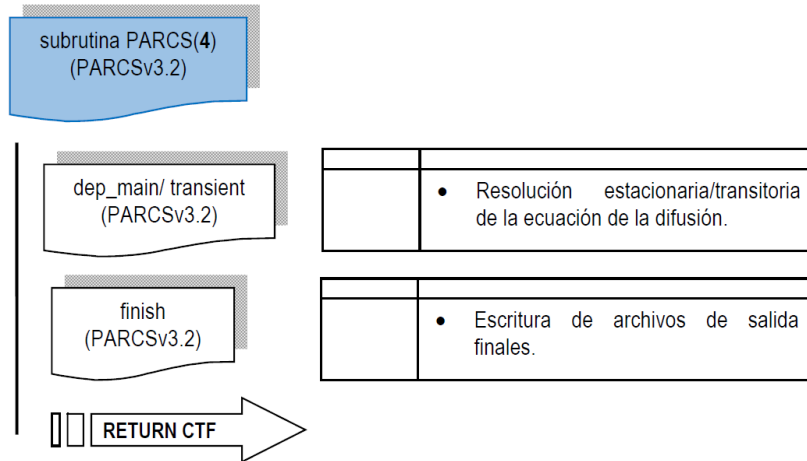 subrutina PARCS(4)
(PARCSv3.2)
dep_main/ transient
(PARCSv3.2)
• Resolución estacionaria/transitoria
de la ecuación de la difusión.
finish
(PARCSv3.2)
• Escritura de archivos de salida
finales.
RETURN CTF